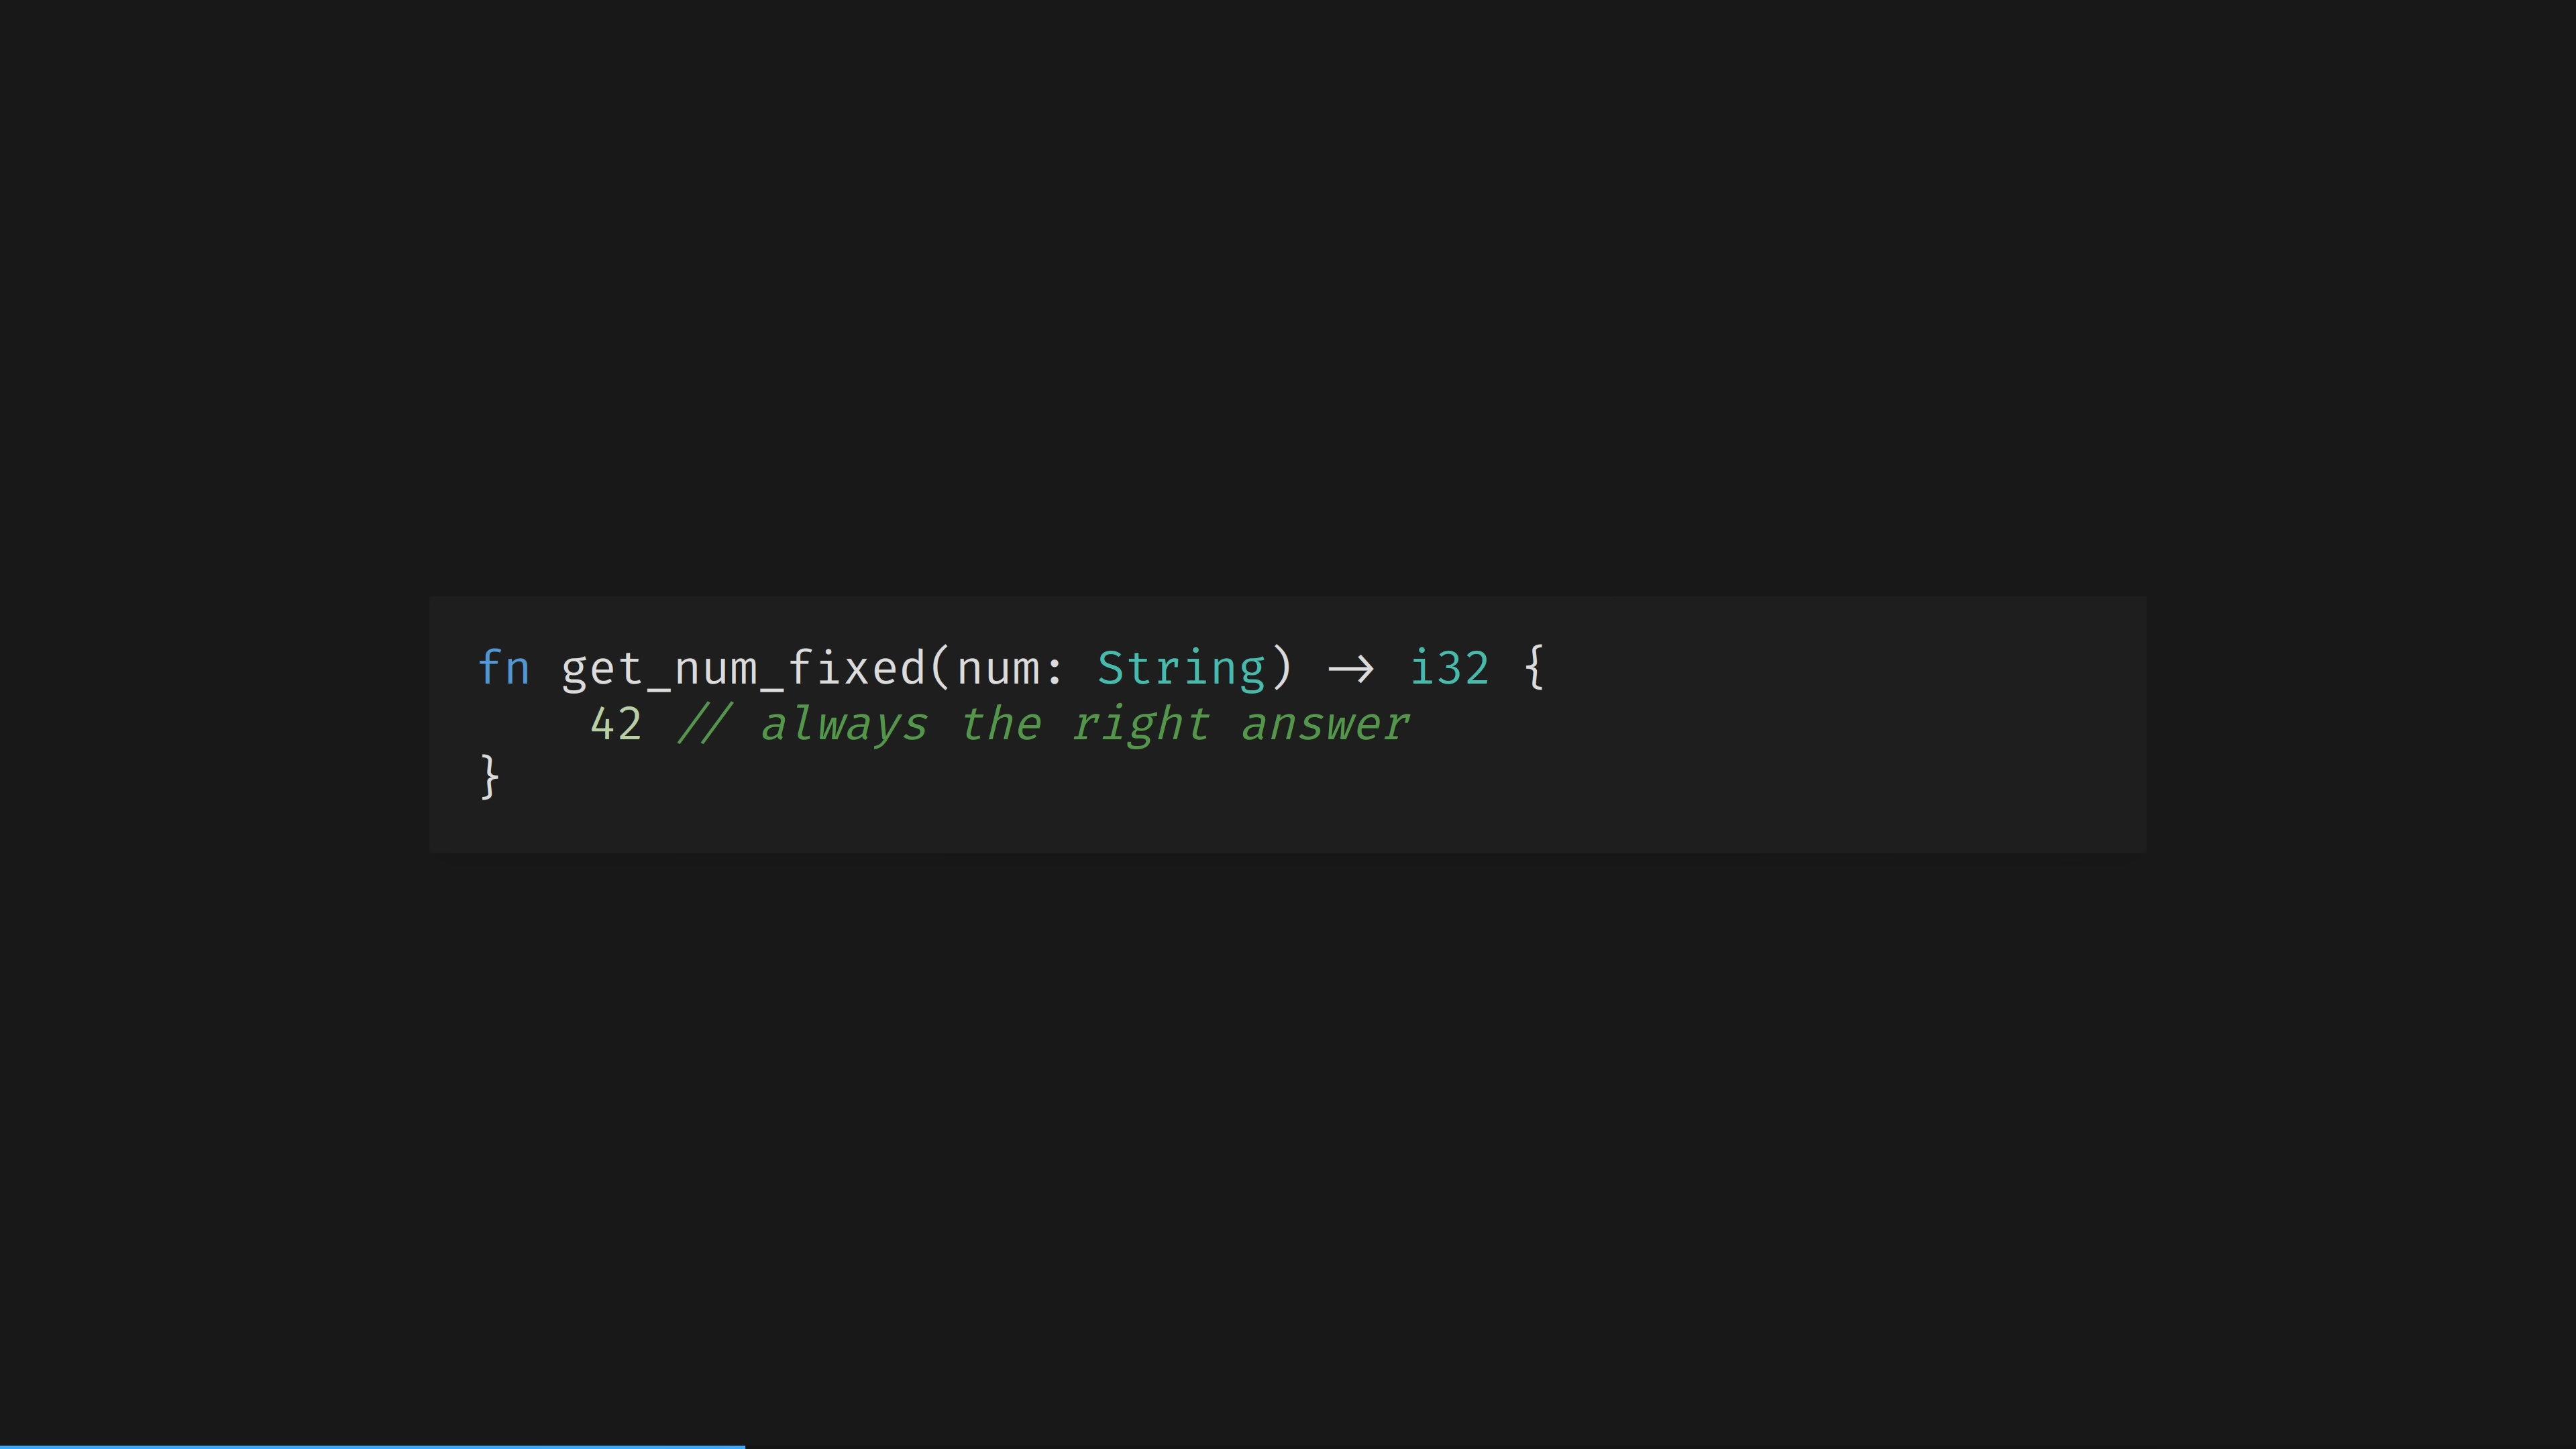 fn get_num_fixed(num: String) -> i32 {
    42 // always the right answer
}